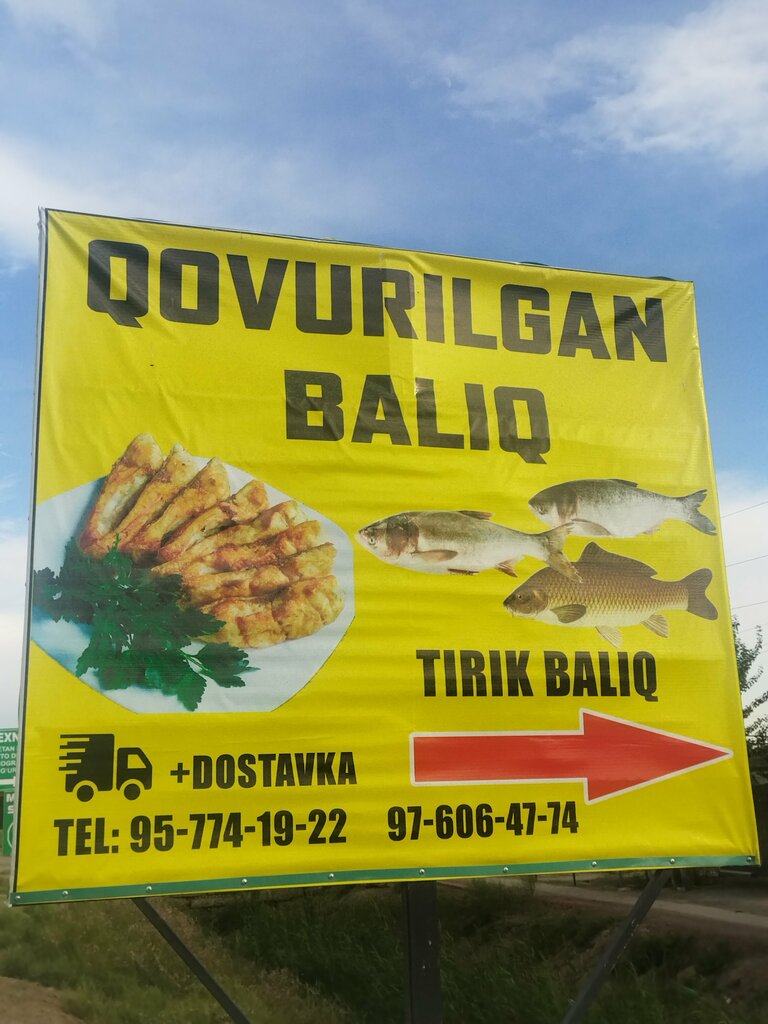 QOVURILGAN
BALIQ
TIRIK BALIQ
+DOSTAVKA
TEL: 95-774-19-22 97-606-47-74